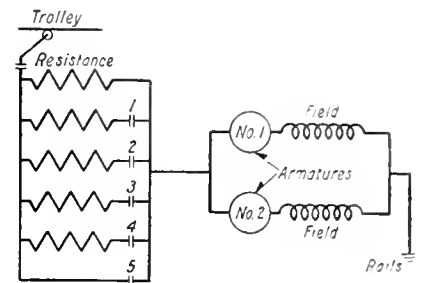 Trolley
Resistance
1
2
3
4
5
No.1
Field
Armatures
No.2
Field
Rails